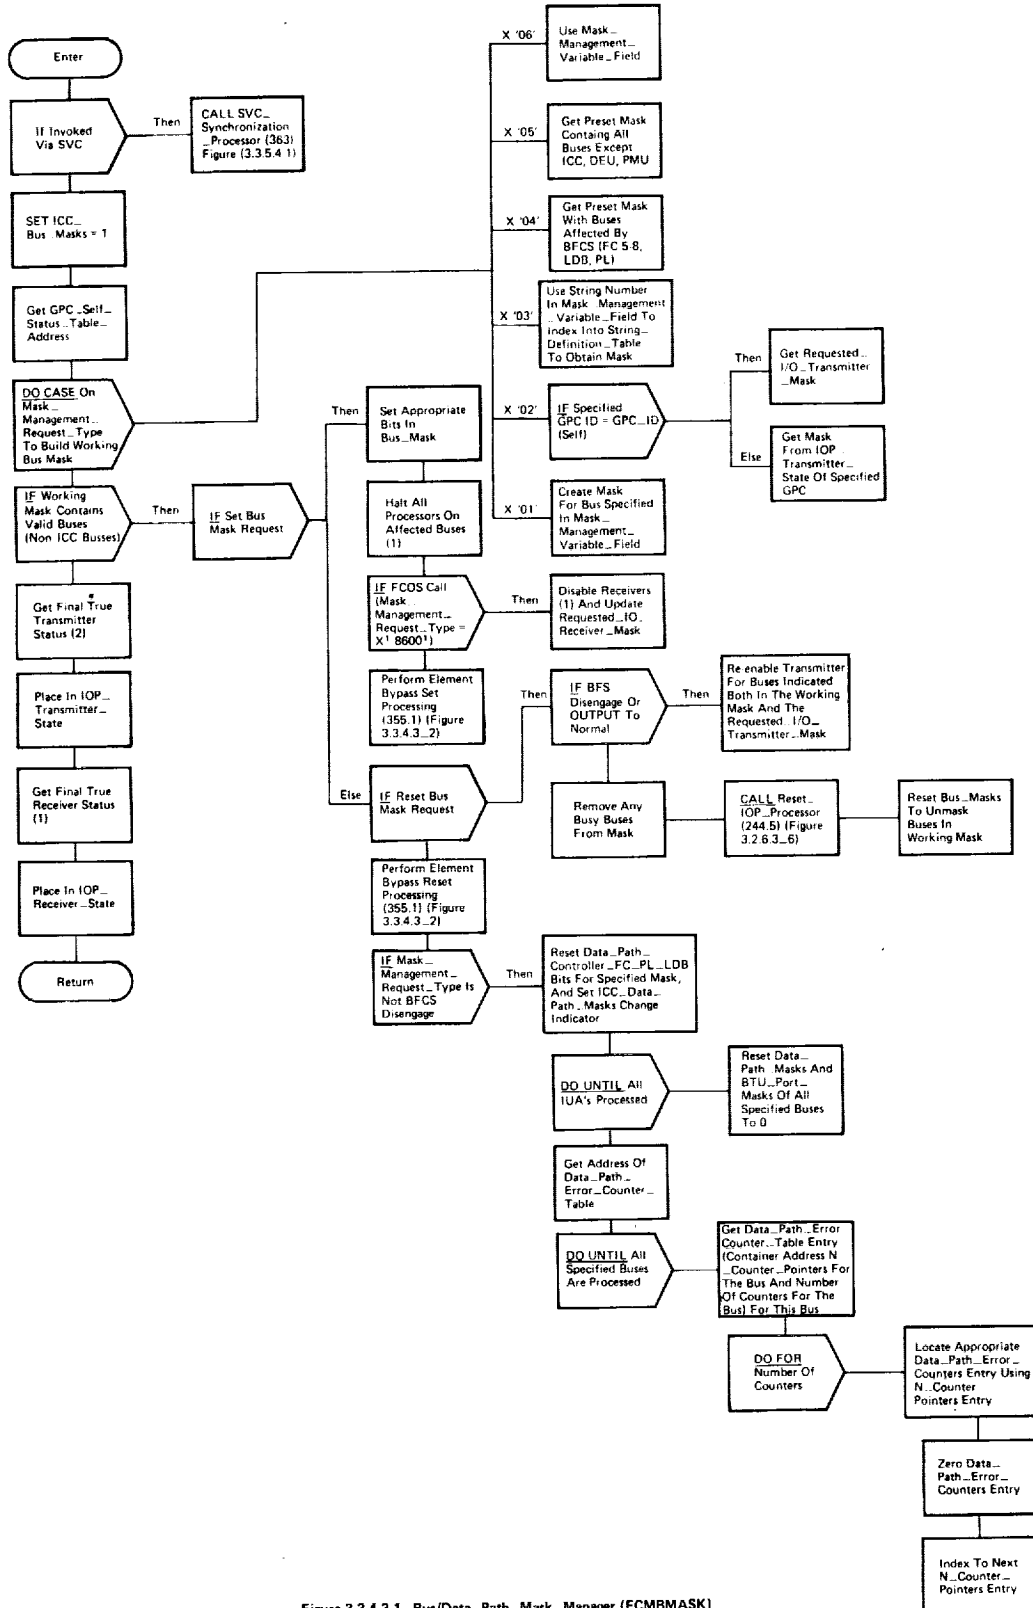 Enter
If Invoked
Via SVC
Then
CALL SVC_
Synchronization
_Processor (363)
Figure (3.3.5.4 1)
SET ICC_
Bus_Masks = 1
Get GPC_Self_
Status_Table_
Address
DO CASE On
Mask_
Management_
Request_Type
To Build Working
Bus Mask
IF Working
Mask Contains
Valid Buses
(Non ICC Busses)
Then
IF Set Bus
Mask Request
Get Final True
Transmitter
Status (2)
Place In IOP_
Transmitter_
State
Get Final True
Receiver Status
(1)
Place In IOP_
Receiver_State
Return
X '06'
Use Mask_
Management_
Variable_Field
X '05'
Get Preset Mask
Containg All
Buses Except
ICC, DEU, PMU
X '04'
Get Preset Mask
With Buses
Affected By
BFCS (FC 5-8,
LDB, PL)
X '03'
Use String Number
In Mask_Management
_Variable_Field To
Index Into String_
Definition_Table
To Obtain Mask
X '02'
IF Specified
GPC ID = GPC_ID
(Self)
Then
Get Requested_
I/O_Transmitter
_Mask
Else
Get Mask
From IOP_
Transmitter_
State Of Specified
GPC
X '01'
Create Mask
For Bus Specified
In Mask_
Management_
Variable_Field
Then
Set Appropriate
Bits In
Bus_Mask
Halt All
Processors On
Affected Buses
(1)
IF FCOS Call
(Mask_
Management_
Request_Type =
X' 8600')
Then
Disable Receivers
(1) And Update
Requested_IO_
Receiver_Mask
Perform Element
Bypass Set
Processing
(355.1) (Figure
3.3.4.3_2)
Else
IF Reset Bus
Mask Request
Then
IF BFS
Disengage Or
OUTPUT To
Normal
Then
Re-enable Transmitter
For Buses Indicated
Both In The Working
Mask And The
Requested_I/O_
Transmitter_Mask
Remove Any
Busy Buses
From Mask
CALL Reset_
IOP_Processor
(244.5) (Figure
3.2.6.3_6)
Reset Bus_Masks
To Unmask
Buses In
Working Mask
Perform Element
Bypass Reset
Processing
(355.1) (Figure
3.3.4.3_2)
IF Mask_
Management_
Request_Type Is
Not BFCS
Disengage
Then
Reset Data_Path_
Controller_FC_PL_LDB
Bits For Specified Mask,
And Set ICC_Data_
Path_Masks Change
Indicator
DO UNTIL All
IUA's Processed
Reset Data_
Path_Masks And
BTU_Port_
Masks Of All
Specified Buses
To 0
Get Address Of
Data_Path_
Error_Counter_
Table
DO UNTIL All
Specified Buses
Are Processed
Get Data_Path_Error
Counter_Table Entry
(Container Address N
_Counter_Pointers For
The Bus And Number
Of Counters For The
Bus) For This Bus
DO FOR
Number Of
Counters
Locate Appropriate
Data_Path_Error_
Counters Entry Using
N_Counter
Pointers Entry
Zero Data_
Path_Error_
Counters Entry
Index To Next
N_Counter_
Pointers Entry
Figure 3.3.4.3-1. Bus/Data_Path_Mask_Manager (FCMBMASK)